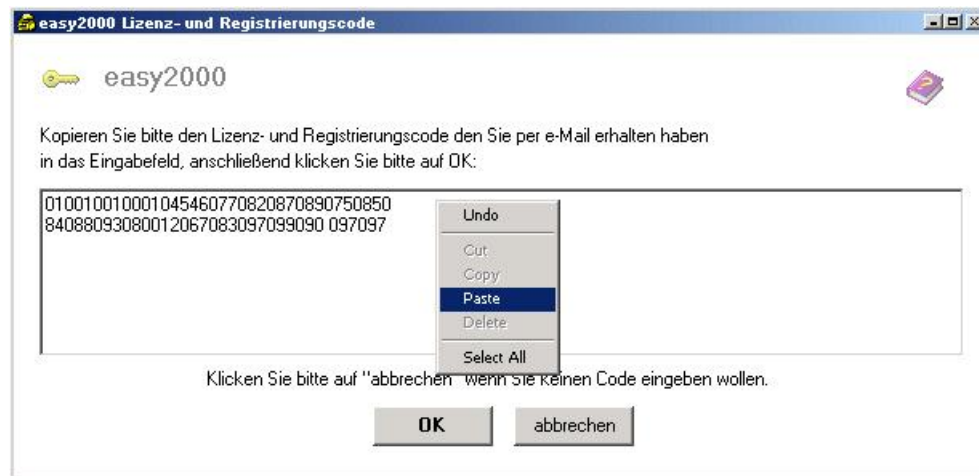 easy2000 Lizenz- und Registrierungscode
easy2000
Kopieren Sie bitte den Lizenz- und Registrierungscode den Sie per e-Mail erhalten haben
in das Eingabefeld, anschließend klicken Sie bitte auf OK:
010010010001045460770820870890750850
84088093080012067083097099090 097097
Undo
Cut
Copy
Paste
Delete
Select All
Klicken Sie bitte auf "abbrechen" wenn Sie keinen Code eingeben wollen.
OK
abbrechen